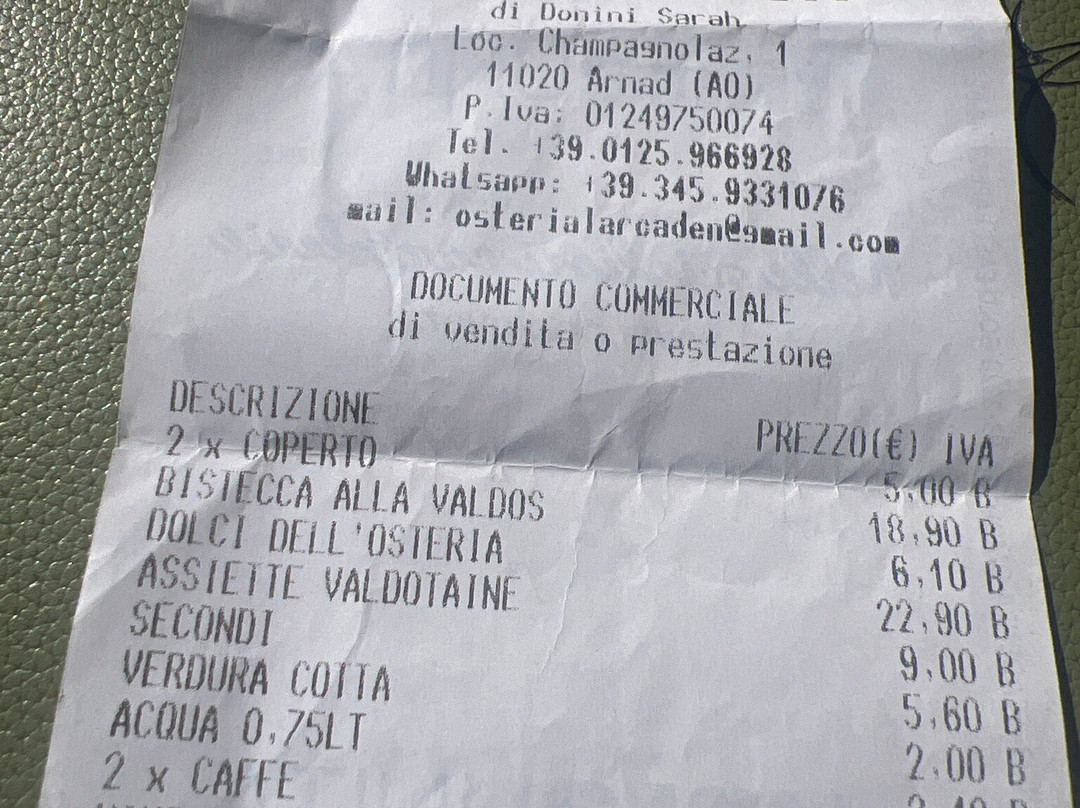 di Donini Sarah
Loc. Champagnolaz, 1
11020 Arnad (AO)
P.Iva: 01249750074
Tel. +39.0125.966928
Whatsapp: +39.345.9331076
mail: osterialarcaden@gmail.com
DOCUMENTO COMMERCIALE
di vendita o prestazione
DESCRIZIONE PREZZO(€) IVA
2 x COPERTO 5,00 B
BISTECCA ALLA VALDOS 18,90 B
DOLCI DELL'OSTERIA 6,10 B
ASSIETTE VALDOTAINE 22,90 B
SECONDI 9,00 B
VERDURA COTTA 5,60 B
ACQUA 0,75LT 2,00 B
2 x CAFFE